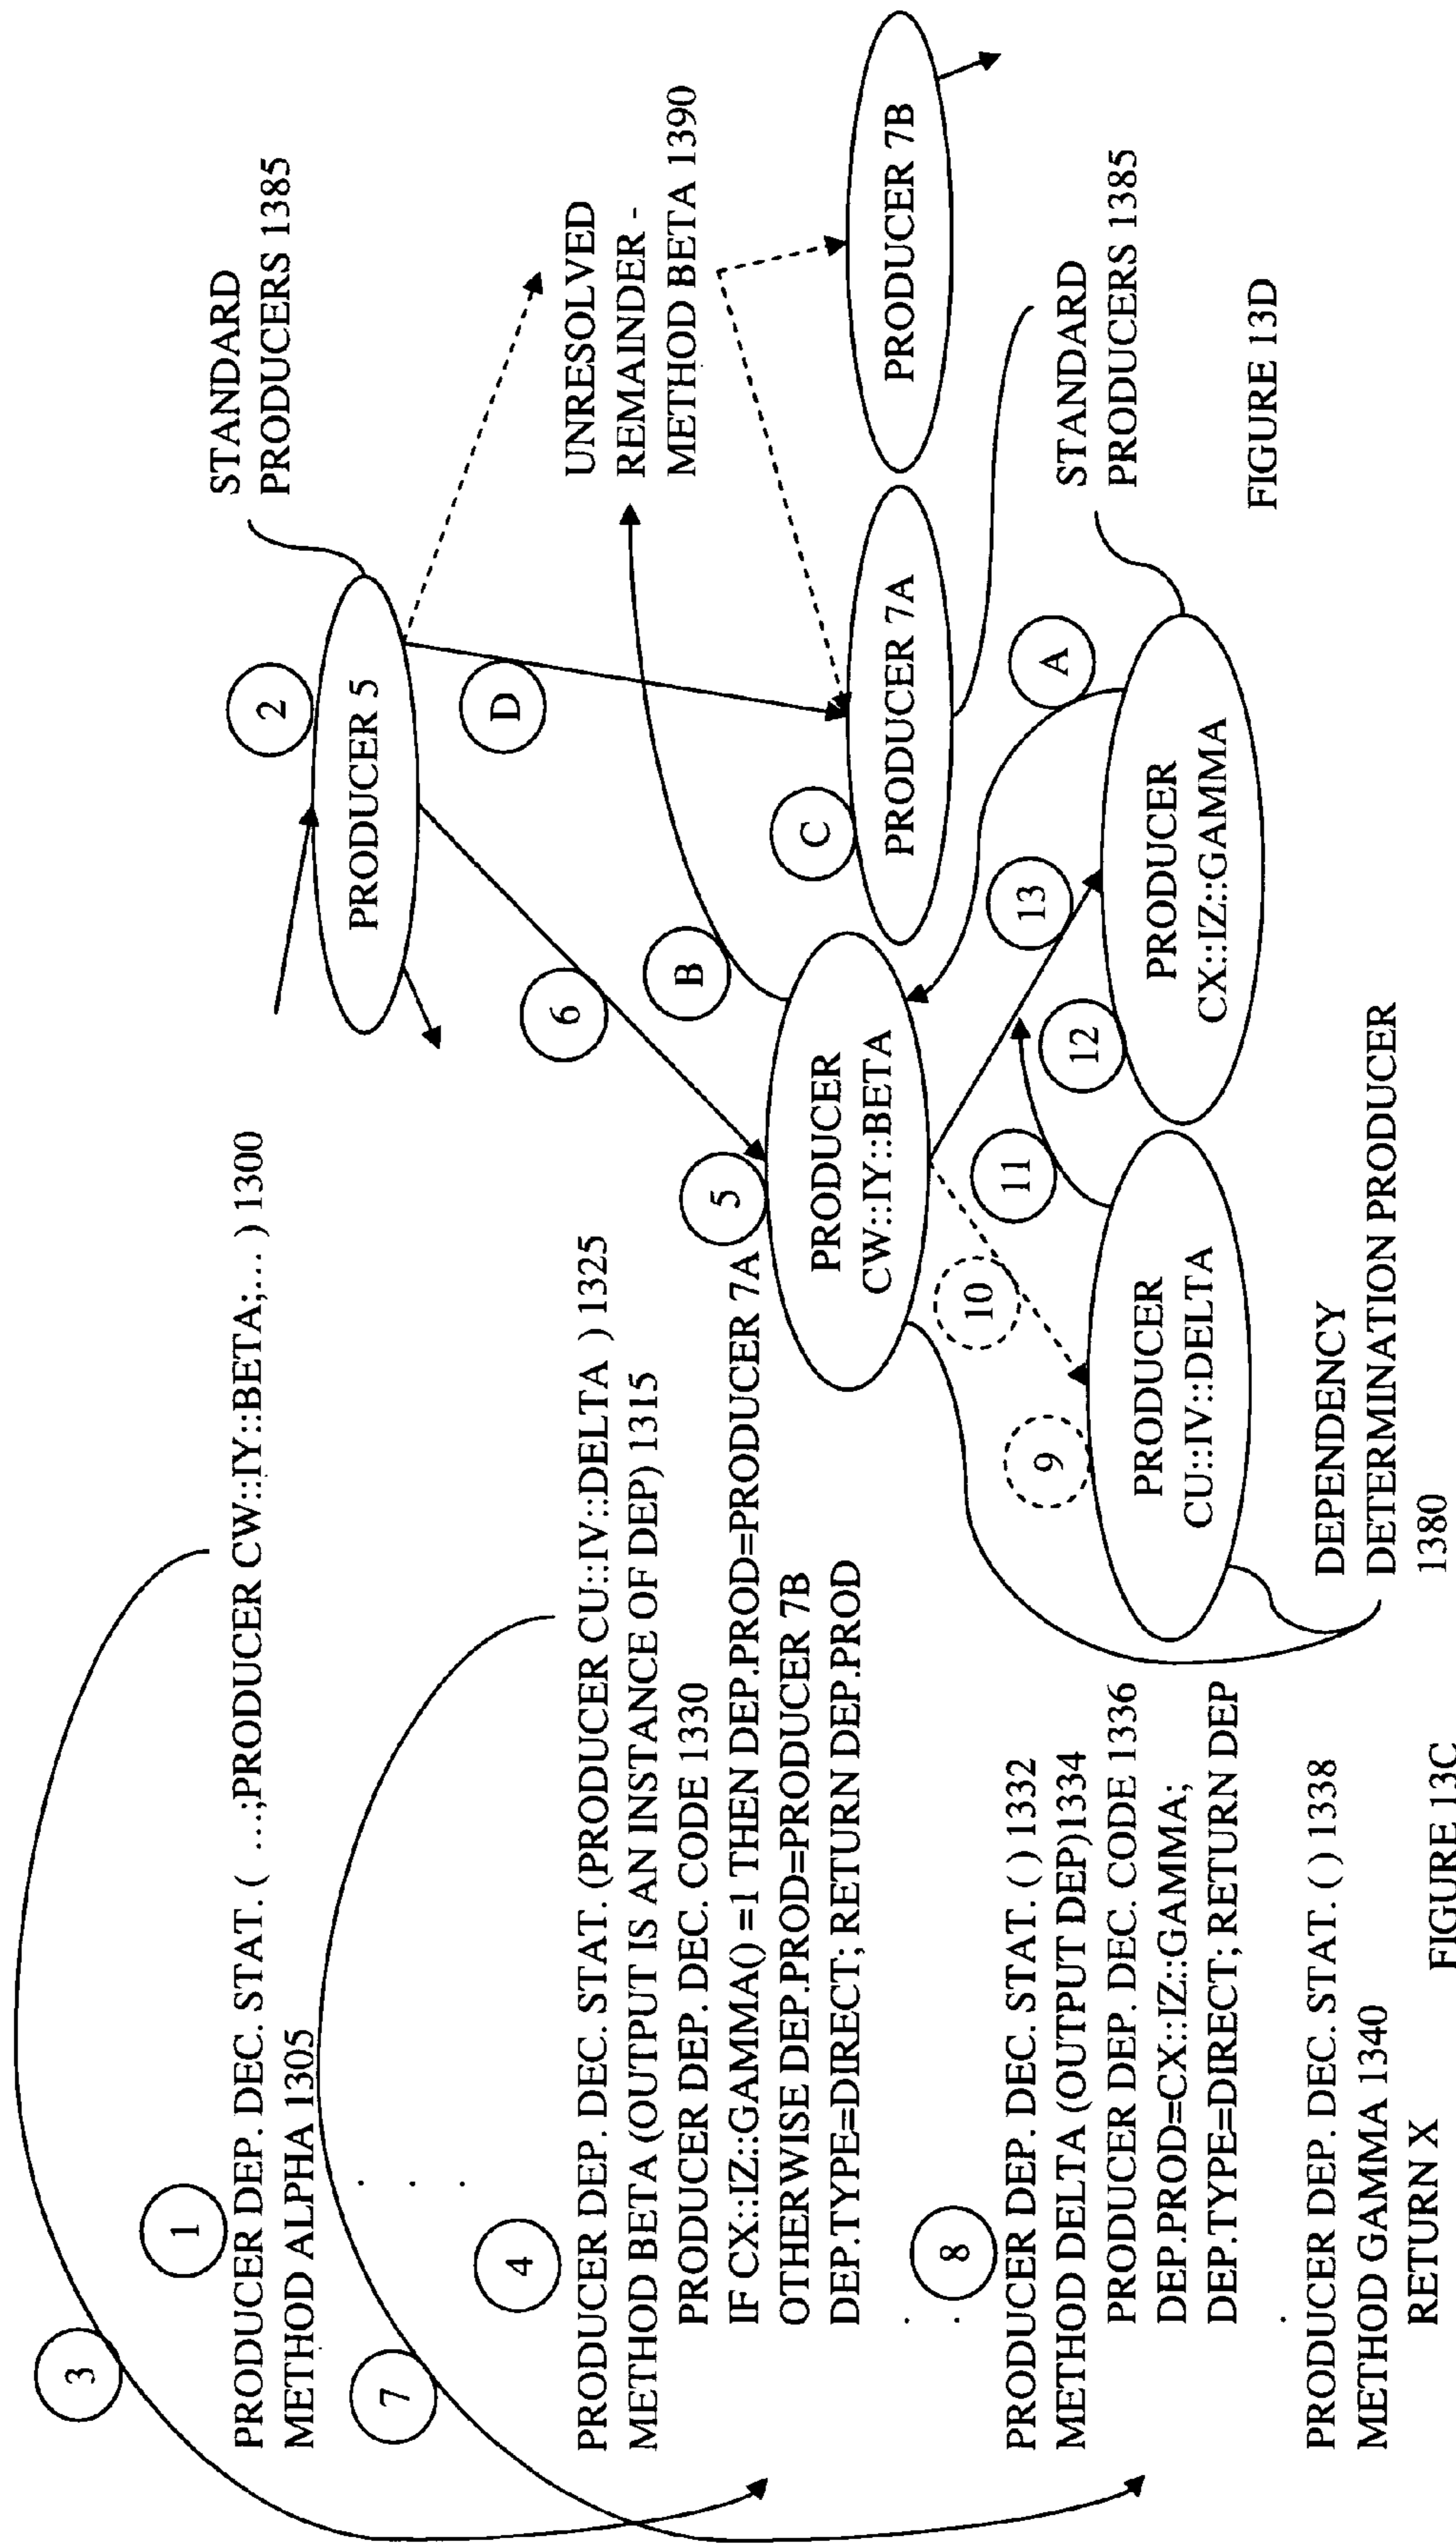 3
1
PRODUCER DEP. DEC. STAT. ( ...;PRODUCER CW::IY::BETA;... ) 1300
METHOD ALPHA 1305
7
4
PRODUCER DEP. DEC. STAT. (PRODUCER CU::IV::DELTA ) 1325
METHOD BETA (OUTPUT IS AN INSTANCE OF DEP) 1315
PRODUCER DEP. DEC. CODE 1330
IF CX::IZ::GAMMA() =1 THEN DEP.PROD=PRODUCER 7A
OTHERWISE DEP.PROD=PRODUCER 7B
DEP.TYPE=DIRECT; RETURN DEP.PROD
8
PRODUCER DEP. DEC. STAT. ( ) 1332
METHOD DELTA (OUTPUT DEP)1334
PRODUCER DEP. DEC. CODE 1336
DEP.PROD=CX::IZ::GAMMA;
DEP.TYPE=DIRECT; RETURN DEP
PRODUCER DEP. DEC. STAT. ( ) 1338
METHOD GAMMA 1340
RETURN X
FIGURE 13C
STANDARD
PRODUCERS 1385
2
PRODUCER 5
D
6
UNRESOLVED
REMAINDER -
METHOD BETA 1390
B
5
PRODUCER
CW::IY::BETA
C
PRODUCER 7A
PRODUCER 7B
10
9
11
13
12
A
PRODUCER
CU::IV::DELTA
PRODUCER
CX::IZ::GAMMA
STANDARD
PRODUCERS 1385
DEPENDENCY
DETERMINATION PRODUCER
1380
FIGURE 13D